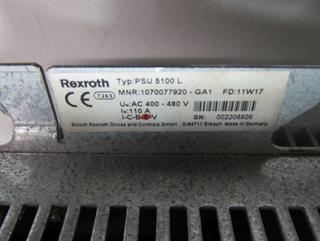 Rexroth
Typ:PSU 5100 L
MNR:1070077920 - GA1 FD:11W17
CE
7263
Uₙ:AC 400 - 480 V
Iₙ:110 A
SN: 002208926
I-C-B
V
Bosch Rexroth Drives and Controls GmbH D-64711 Erbach Made in Germany